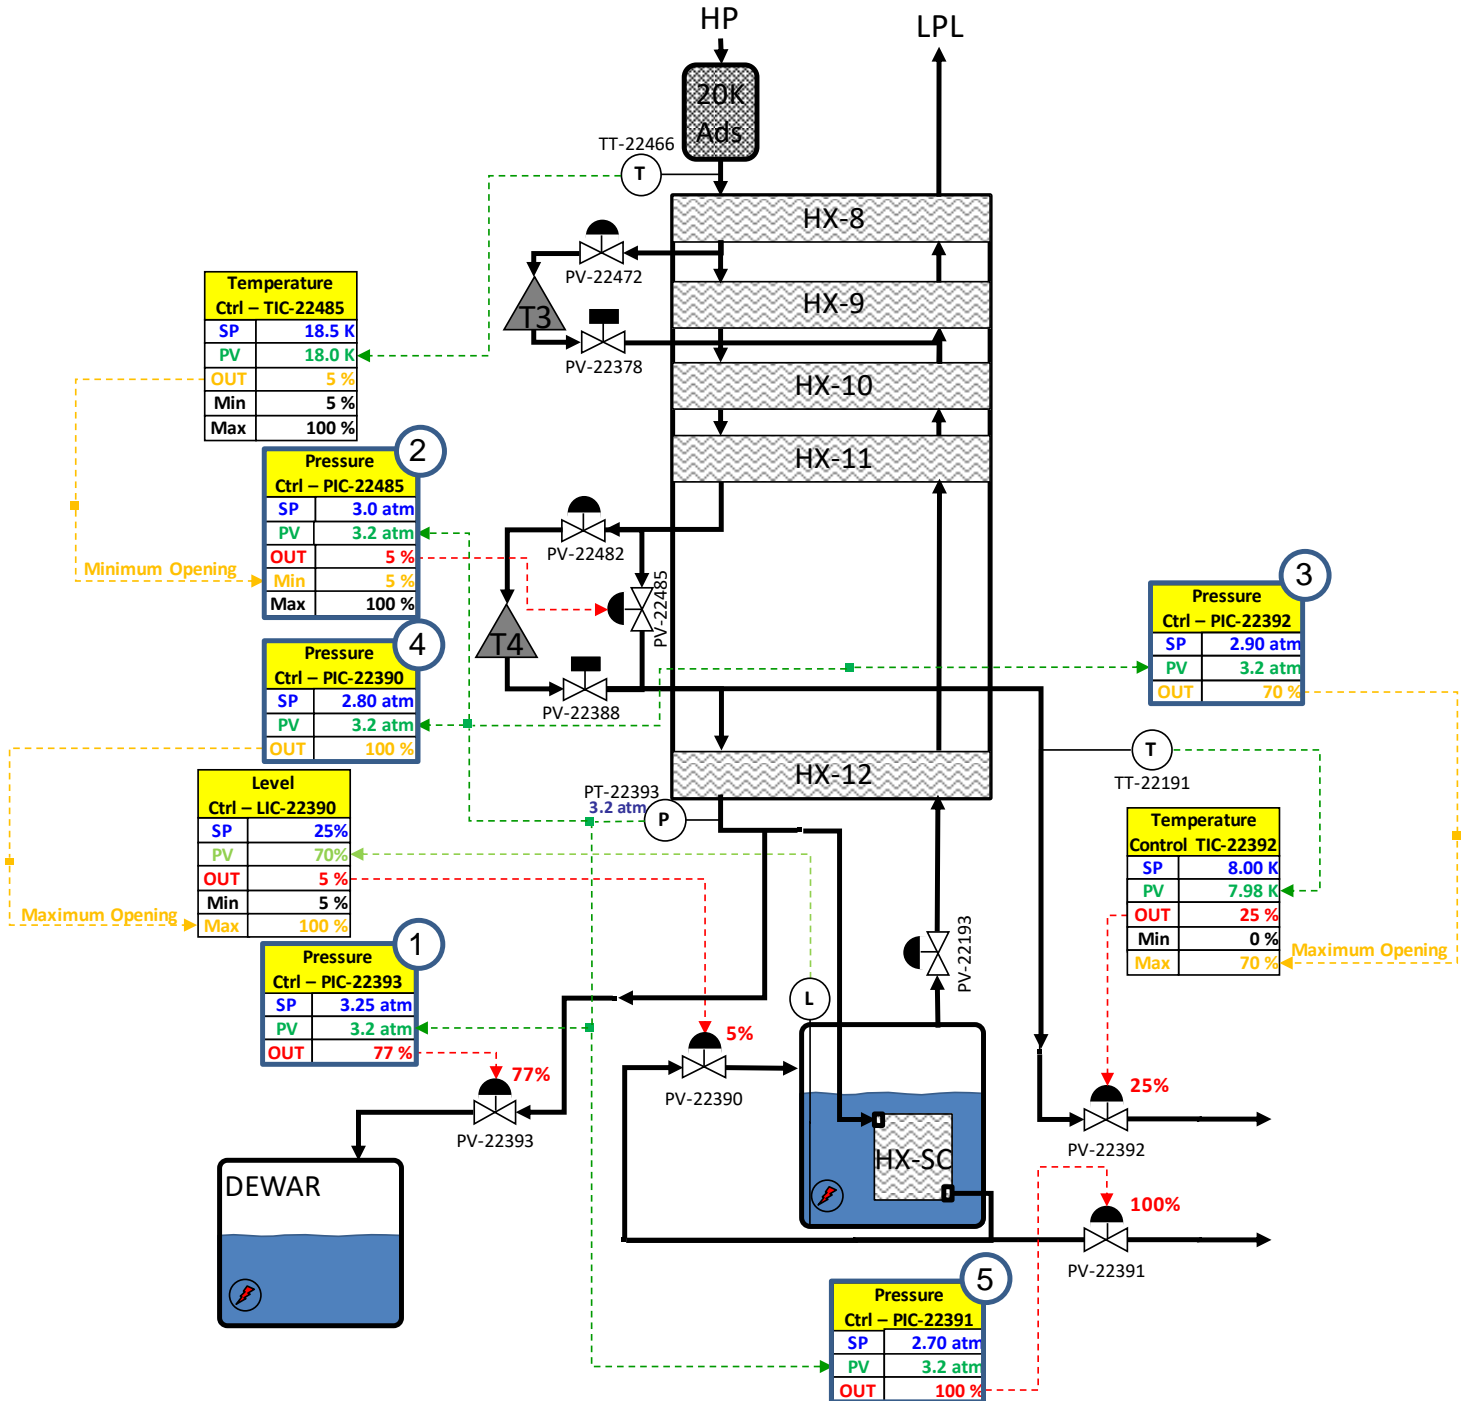 HP
LPL
20K
Ads
TT-22466
T
HX-8
PV-22472
T3
HX-9
PV-22378
HX-10
HX-11
Temperature
Ctrl – TIC-22485
SP 18.5 K
PV 18.0 K
OUT 5 %
Min 5 %
Max 100 %
2
Pressure
Ctrl – PIC-22485
SP 3.0 atm
PV 3.2 atm
OUT 5 %
Min 5 %
Max 100 %
Minimum Opening
PV-22482
PV-22485
T4
PV-22388
3
Pressure
Ctrl – PIC-22392
SP 2.90 atm
PV 3.2 atm
OUT 70 %
4
Pressure
Ctrl – PIC-22390
SP 2.80 atm
PV 3.2 atm
OUT 100 %
HX-12
T
TT-22191
PT-22393
3.2 atm
P
Level
Ctrl – LIC-22390
SP 25%
PV 70%
OUT 5 %
Min 5 %
Max 100 %
Maximum Opening
Temperature
Control TIC-22392
SP 8.00 K
PV 7.98 K
OUT 25 %
Min 0 %
Max 70 %
Maximum Opening
1
Pressure
Ctrl – PIC-22393
SP 3.25 atm
PV 3.2 atm
OUT 77 %
PV-22193
L
5%
PV-22390
77%
PV-22393
25%
PV-22392
HX-SC
DEWAR
100%
PV-22391
5
Pressure
Ctrl – PIC-22391
SP 2.70 atm
PV 3.2 atm
OUT 100 %